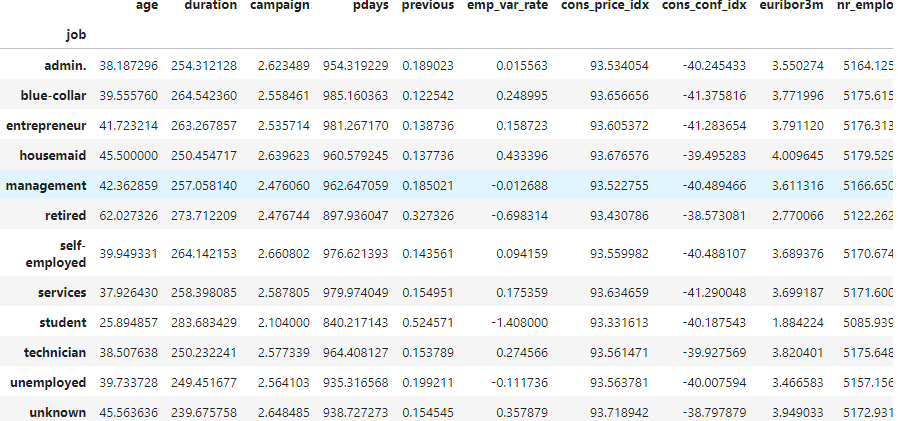 age duration campaign pdays previous emp_var_rate cons_price_idx cons_conf_idx euribor3m nr_emplo
job
admin. 38.187296 254.312128 2.623489 954.319229 0.189023 0.015563 93.534054 -40.245433 3.550274 5164.125
blue-collar 39.555760 264.542360 2.558461 985.160363 0.122542 0.248995 93.656656 -41.375816 3.771996 5175.615
entrepreneur 41.723214 263.267857 2.535714 981.267170 0.138736 0.158723 93.605372 -41.283654 3.791120 5176.313
housemaid 45.500000 250.454717 2.639623 960.579245 0.137736 0.433396 93.676576 -39.495283 4.009645 5179.529
management 42.362859 257.058140 2.476060 962.647059 0.185021 -0.012688 93.522755 -40.489466 3.611316 5166.650
retired 62.027326 273.712209 2.476744 897.936047 0.327326 -0.698314 93.430786 -38.573081 2.770066 5122.262
self-
employed 39.949331 264.142153 2.660802 976.621393 0.143561 0.094159 93.559982 -40.488107 3.689376 5170.674
services 37.926430 258.398085 2.587805 979.974049 0.154951 0.175359 93.634659 -41.290048 3.699187 5171.600
student 25.894857 283.683429 2.104000 840.217143 0.524571 -1.408000 93.331613 -40.187543 1.884224 5085.939
technician 38.507638 250.232241 2.577339 964.408127 0.153789 0.274566 93.561471 -39.927569 3.820401 5175.648
unemployed 39.733728 249.451677 2.564103 935.316568 0.199211 -0.111736 93.563781 -40.007594 3.466583 5157.156
unknown 45.563636 239.675758 2.648485 938.727273 0.154545 0.357879 93.718942 -38.797879 3.949033 5172.931